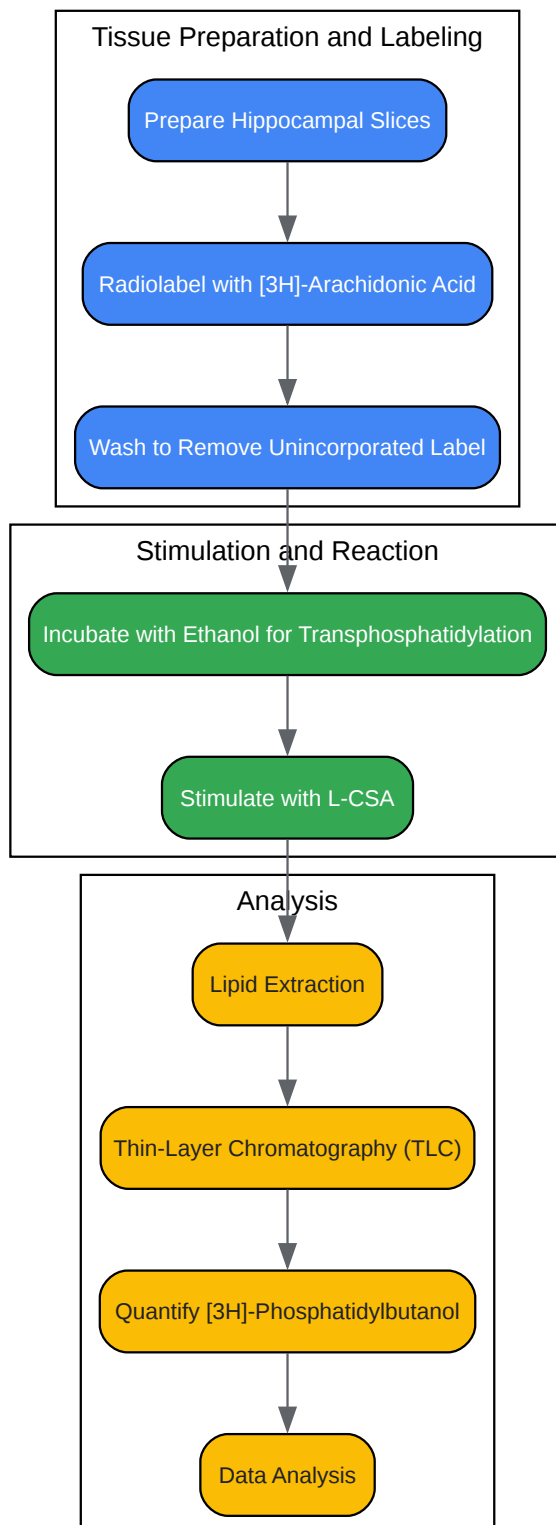 Tissue Preparation and Labeling
Prepare Hippocampal Slices
Radiolabel with [3H]-Arachidonic Acid
Wash to Remove Unincorporated Label
Stimulation and Reaction
Incubate with Ethanol for Transphosphatidylation
Stimulate with L-CSA
Analysis
Lipid Extraction
Thin-Layer Chromatography (TLC)
Quantify [3H]-Phosphatidylbutanol
Data Analysis